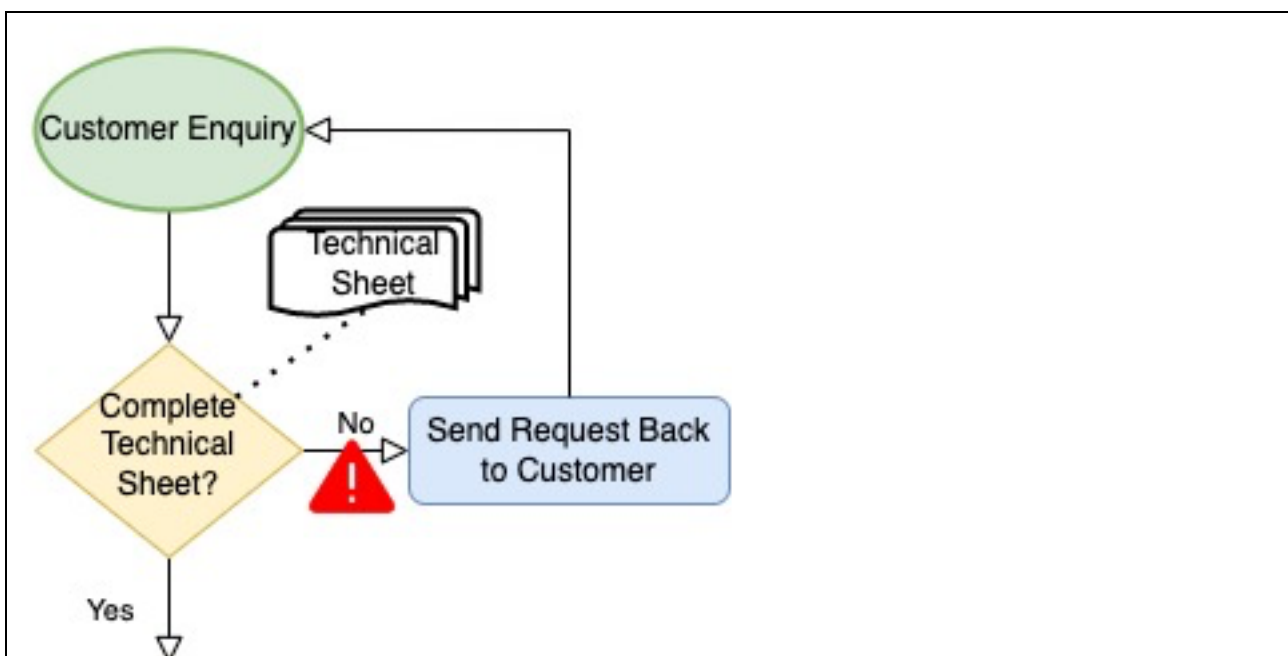 Customer Enquiry
Technical
Sheet
Complete
Technical
Sheet?
No
!
Send Request Back
to Customer
Yes